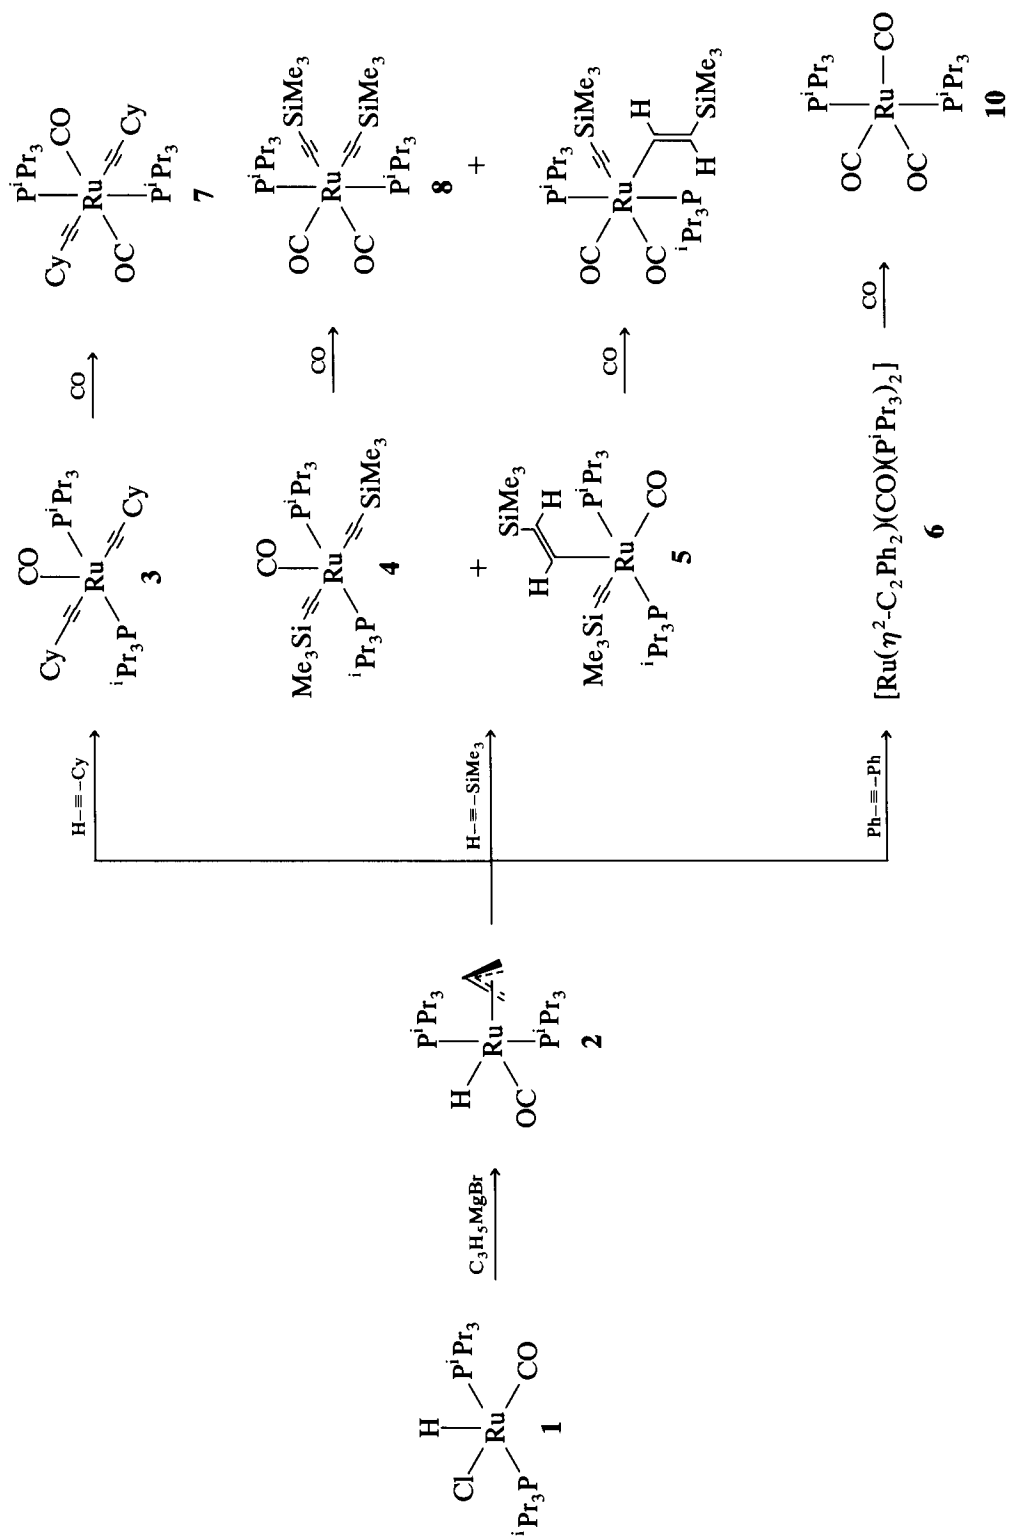 H
Cl
PⁱPr₃
Ru
ⁱPr₃P
CO
1
C₃H₅MgBr
PⁱPr₃
H
Ru
OC
PⁱPr₃
2
H–≡–Cy
CO
Cy
PⁱPr₃
Ru
ⁱPr₃P
Cy
3
CO
PⁱPr₃
Cy
CO
Ru
OC
Cy
PⁱPr₃
7
H–≡–SiMe₃
CO
Me₃Si
PⁱPr₃
Ru
ⁱPr₃P
SiMe₃
4
CO
PⁱPr₃
OC
SiMe₃
Ru
OC
SiMe₃
PⁱPr₃
8
+
+
SiMe₃
H
H
Me₃Si
PⁱPr₃
Ru
ⁱPr₃P
CO
5
CO
PⁱPr₃
OC
SiMe₃
Ru
H
OC
ⁱPr₃P
H
SiMe₃
Ph–≡–Ph
[Ru(η²-C₂Ph₂)(CO)(PⁱPr₃)₂]
6
CO
PⁱPr₃
OC
Ru
CO
OC
PⁱPr₃
10